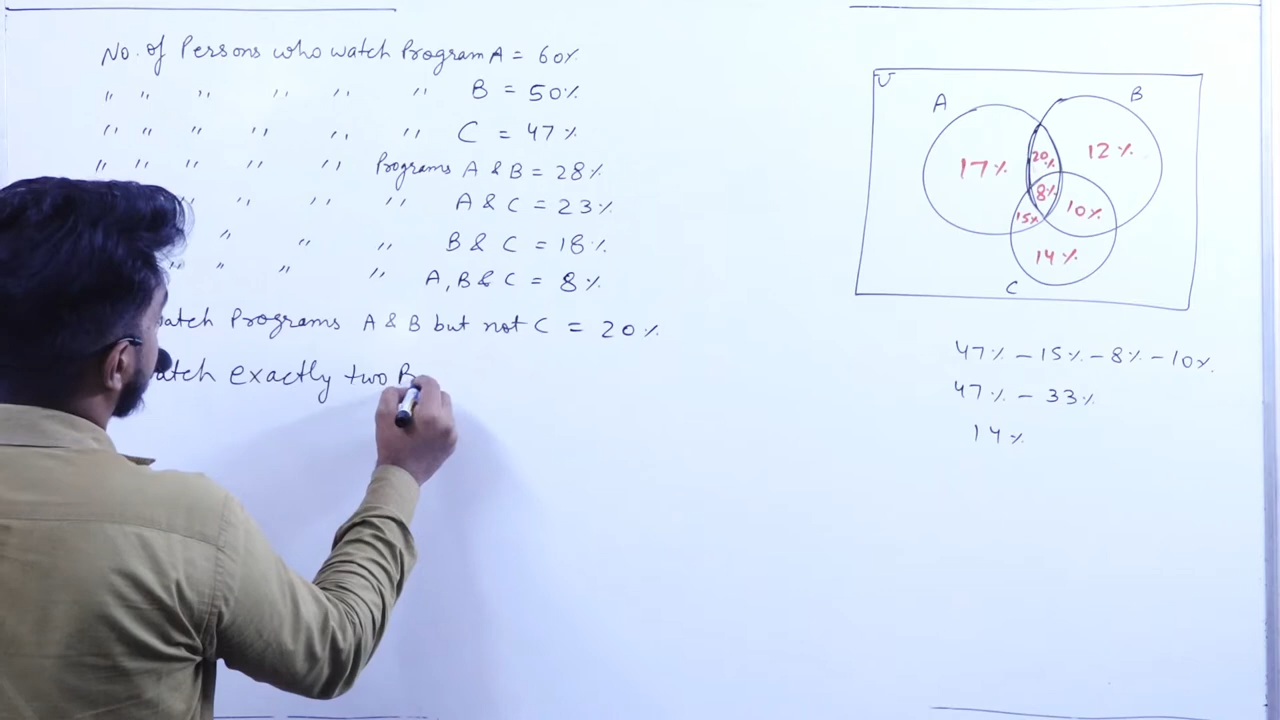 No. of Persons who watch Program A = 60%
" " " " " " B = 50%
" " " " " " C = 47%
" " " " " Programs A & B = 28%
" " " " A & C = 23%
" " " B & C = 18%
" " " " A, B & C = 8%
watch Programs A & B but not C = 20%
watch exactly two P
U
A
B
17%
20%
12%
8%
15%
10%
14%
C
47% - 15% - 8% - 10%
47% - 33%
14%